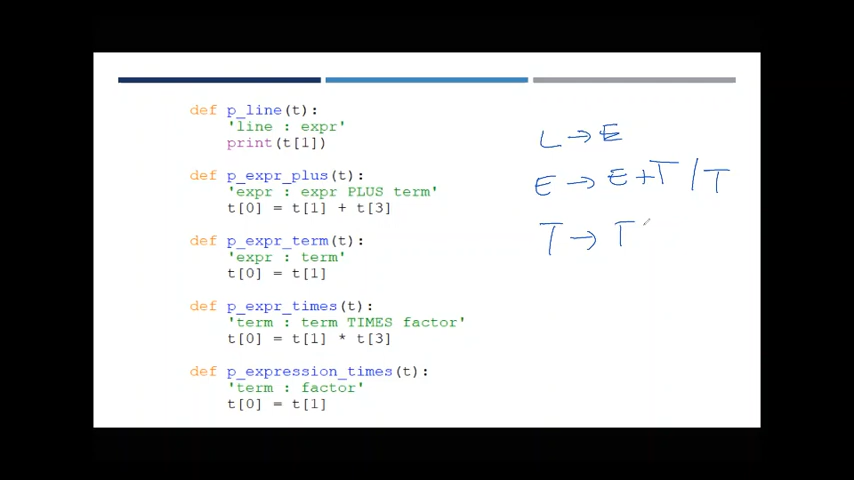 def p_line(t):
'line : expr'
print(t[1])
def p_expr_plus(t):
'expr : expr PLUS term'
t[0] = t[1] + t[3]
def p_expr_term(t):
'expr : term'
t[0] = t[1]
def p_expr_times(t):
'term : term TIMES factor'
t[0] = t[1] * t[3]
def p_expression_times(t):
'term : factor'
t[0] = t[1]
L → E
E → E + T / T
T → T